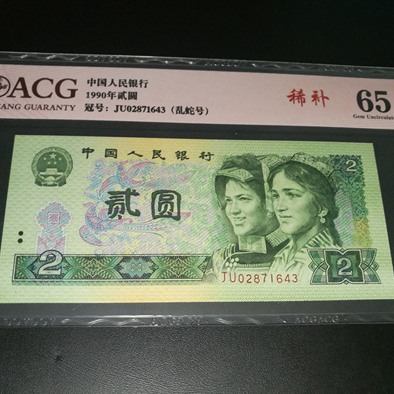 ACG
ANG GUARANTY
中国人民银行
1990年贰圆
冠号：JU02871643（乱蛇号）
稀补
65
Gem Uncirculate
中国人民银行
2
贰圆
2
2
JU02871643